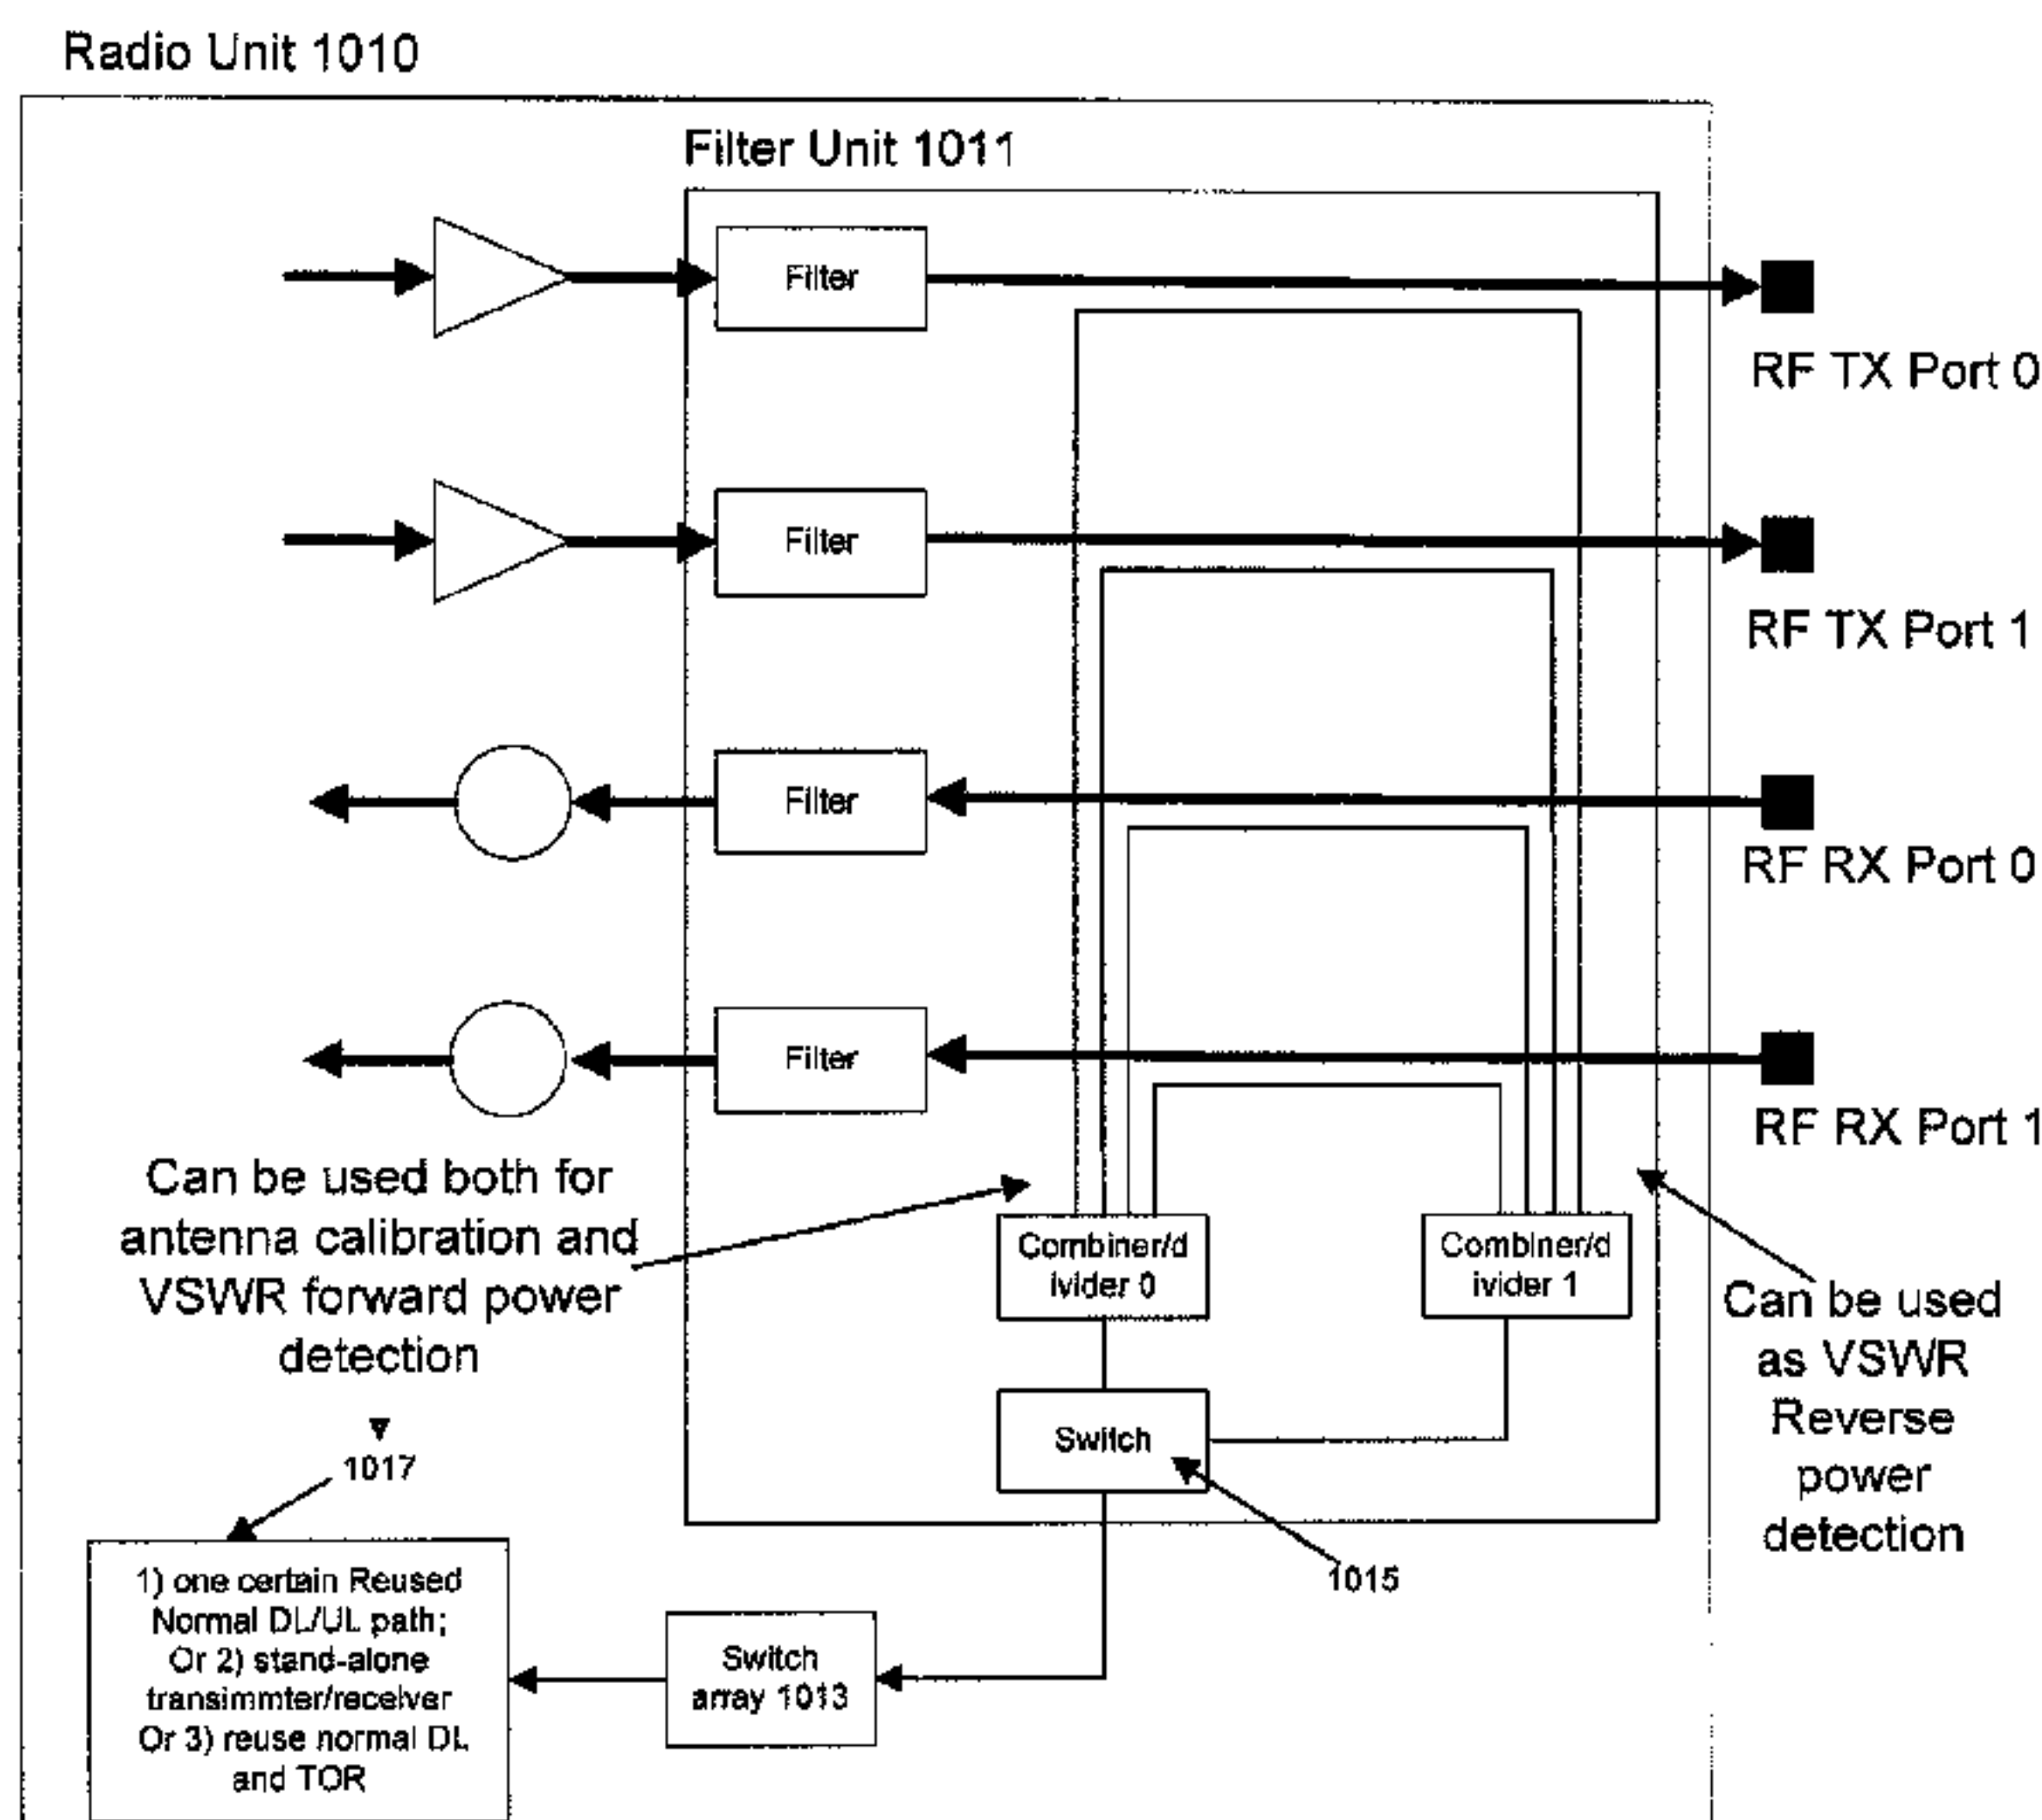 Radio Unit 1010
Filter Unit 1011
Filter
RF TX Port 0
Filter
RF TX Port 1
Filter
RF RX Port 0
Filter
RF RX Port 1
Can be used both for
antenna calibration and
VSWR forward power
detection
Combiner/d
ivider 0
Combiner/d
ivider 1
Can be used
as VSWR
Reverse
power
detection
Switch
1017
1015
1) one certain Reused
Normal DL/UL path;
Or 2) stand-alone
transimmter/receiver
Or 3) reuse normal DL
and TOR
Switch
array 1013